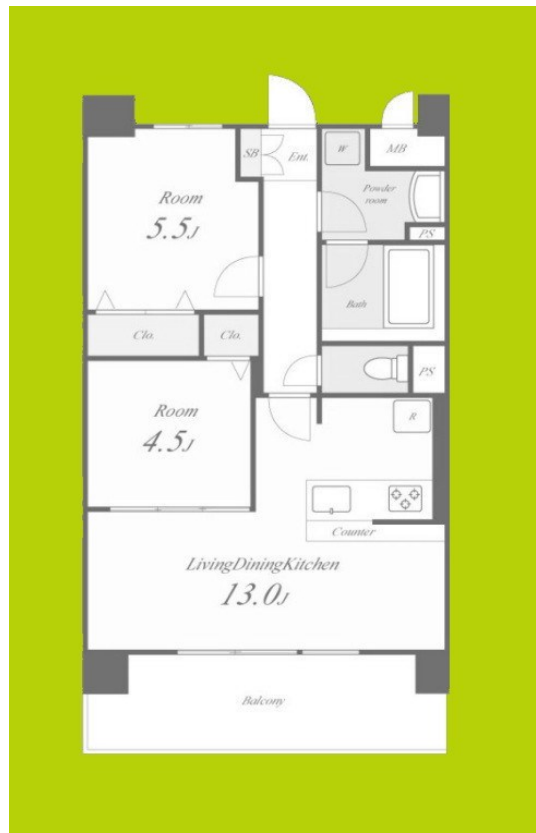 SB
Ent.
W
MB
Room
5.5J
Powder
room
PS
Bath
Clo.
Clo.
PS
Room
4.5J
R
Counter
LivingDiningKitchen
13.0J
Balcony